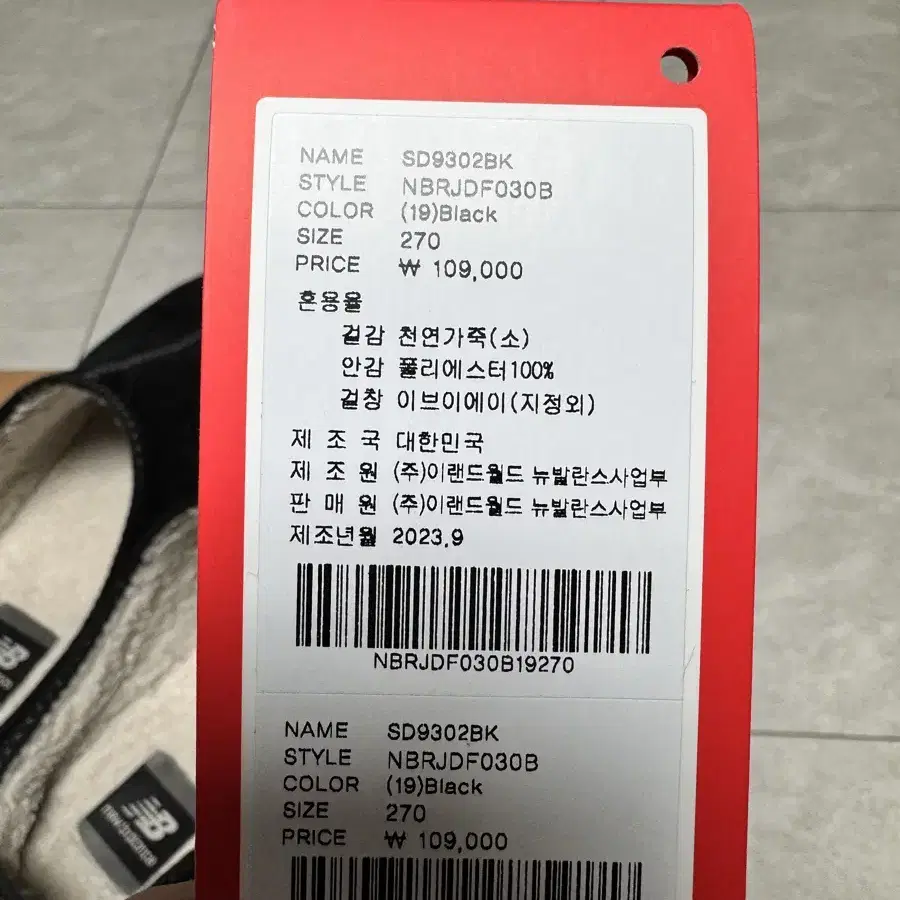 NAME SD9302BK
STYLE NBRJDF030B
COLOR (19)Black
SIZE 270
PRICE ₩ 109,000
혼용율
겉감 천연가죽(소)
안감 폴리에스터100%
겉창 이브이에이(지정외)
제 조 국 대한민국
제 조 원 (주)이랜드월드 뉴발란스사업부
판 매 원 (주)이랜드월드 뉴발란스사업부
제조년월 2023.9
NBRJDF030B19270
NAME SD9302BK
STYLE NBRJDF030B
COLOR (19)Black
SIZE 270
PRICE ₩ 109,000
NB
NB
new balance